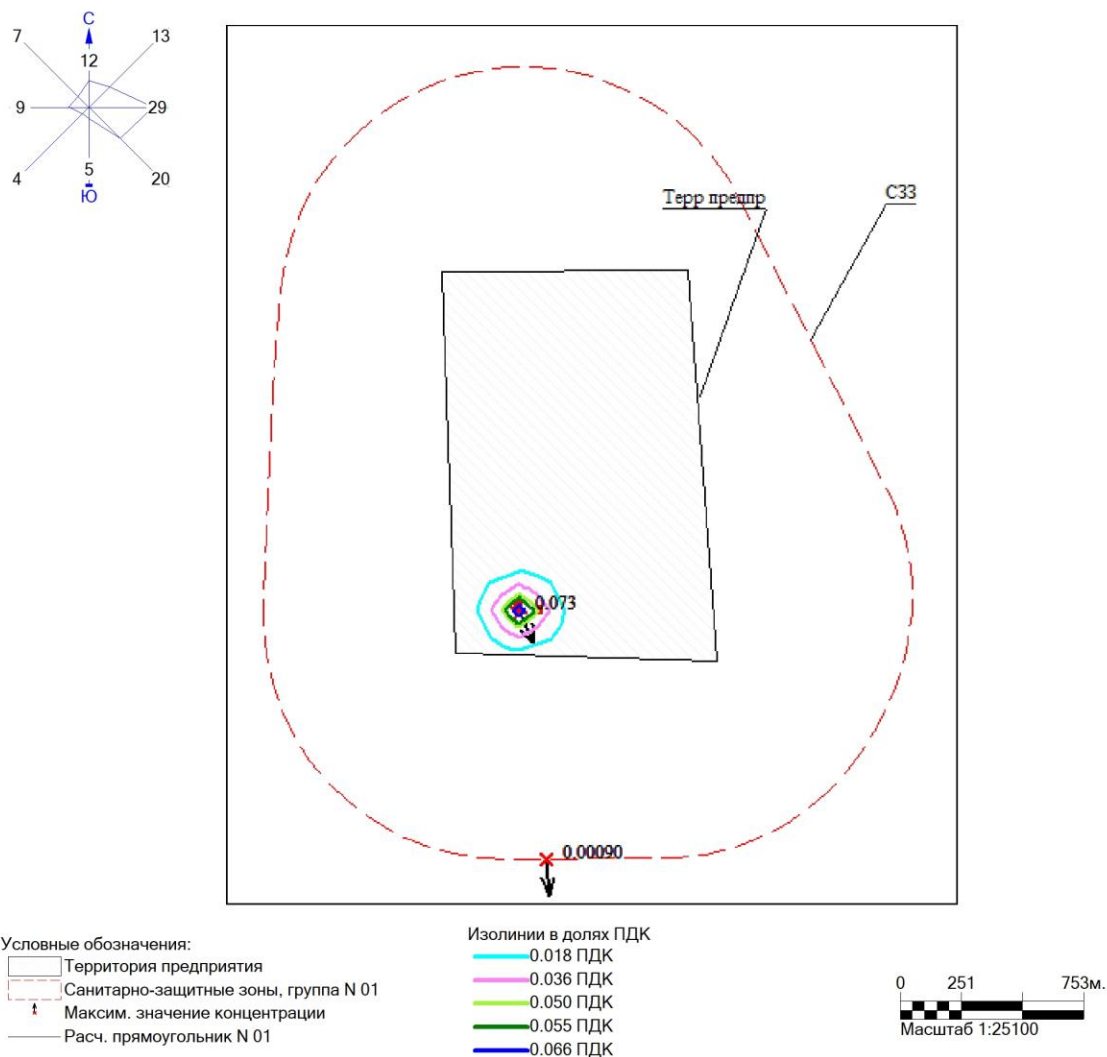 С
7
13
12
9
29
5
4
20
Ю
Терр предпр
СЗЗ
0.073
0.00090
Условные обозначения:
Территория предприятия
Санитарно-защитные зоны, группа N 01
Максим. значение концентрации
Расч. прямоугольник N 01
Изолинии в долях ПДК
0.018 ПДК
0.036 ПДК
0.050 ПДК
0.055 ПДК
0.066 ПДК
0 251 753м.
Масштаб 1:25100